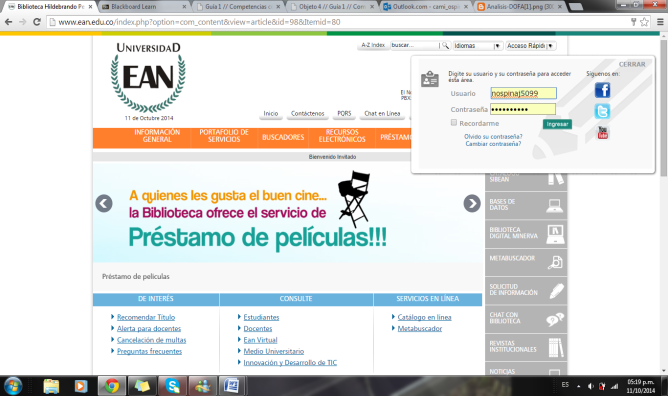 Biblioteca Hildebrando Pe
Blackboard Learn
Guía 1 // Competencias c
Objeto 4 // Guía 1 // Com
Outlook.com - cami_osp
Analisis-DOFA[1].png (3)
www.ean.edu.co/index.php?option=com_content&view=article&id=98&Itemid=80
UNIVERSIDAD
EAN
11 de Octubre 2014
A-Z index
buscar...
Idiomas
Acceso Rápid
El N
PBX
Inicio
Contáctenos
PQRS
Chat en Línea
INFORMACIÓN GENERAL
PORTAFOLIO DE SERVICIOS
BUSCADORES
RECURSOS ELECTRÓNICOS
PRÉSTAM
Bienvenido Invitado
CERRAR
Digite su usuario y su contraseña para acceder
esta área.
Síguenos en:
Usuario
nospinaj5099
Contraseña
Recordarme
Ingresar
Olvido su contraseña?
Cambiar contraseña?
You
Tube
A quienes les gusta el buen cine...
la Biblioteca ofrece el servicio de
Préstamo de películas!!!
Préstamo de películas
SIBEAN
BASES DE
DATOS
BIBLIOTECA
DIGITAL MINERVA
METABUSCADOR
SOLICITUD
DE INFORMACIÓN
CHAT CON
BIBLIOTECA
REVISTAS
INSTITUCIONALES
NOTICIAS
DE INTERÉS
Recomendar Título
Alerta para docentes
Cancelación de multas
Preguntas frecuentes
CONSULTE
Estudiantes
Docentes
Ean Virtual
Medio Universitario
Innovación y Desarrollo de TIC
SERVICIOS EN LÍNEA
Catálogo en línea
Metabuscador
ES
05:19 p.m.
11/10/2014